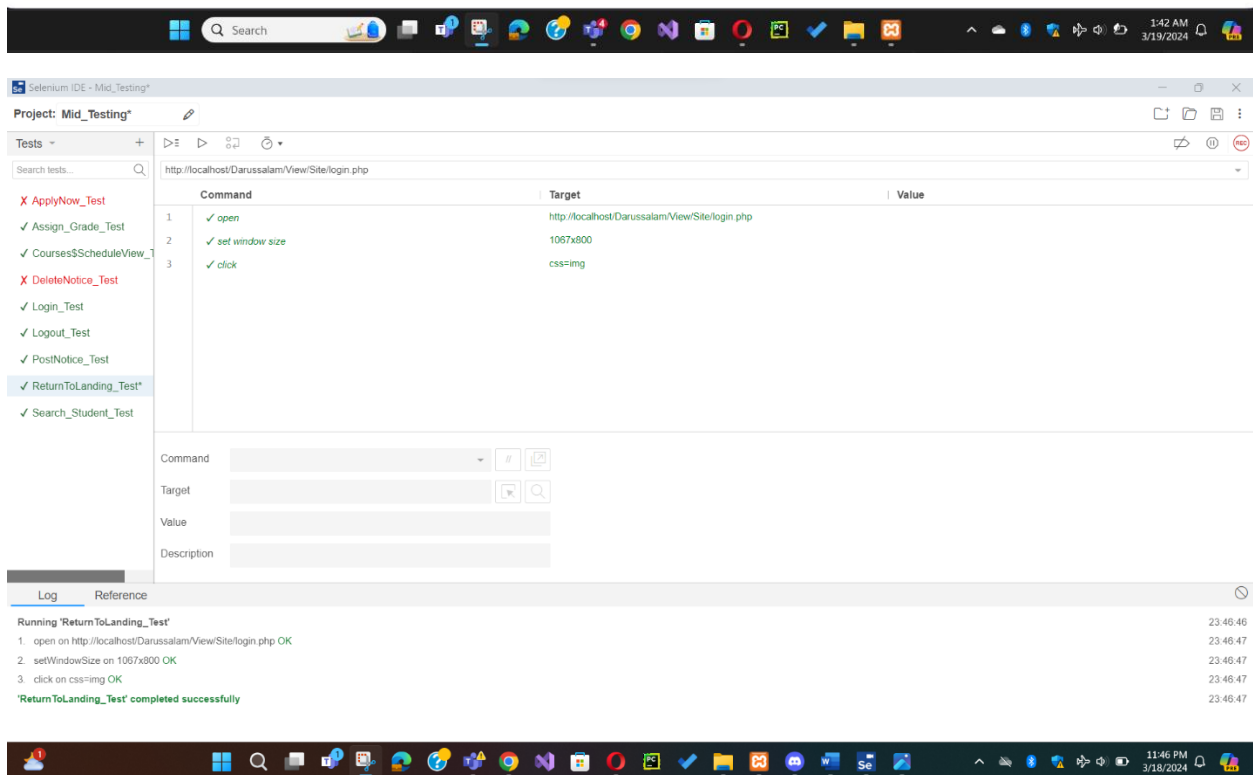 Search
1:42 AM
3/19/2024
Selenium IDE - Mid_Testing*
Project: Mid_Testing*
Tests
Search tests...
http://localhost/Darussalam/View/Site/login.php
REC
Command Target Value
✗ ApplyNow_Test
✓ Assign_Grade_Test
✓ Courses$ScheduleView_T
✗ DeleteNotice_Test
✓ Login_Test
✓ Logout_Test
✓ PostNotice_Test
✓ ReturnToLanding_Test*
✓ Search_Student_Test
1 ✓ open http://localhost/Darussalam/View/Site/login.php
2 ✓ set window size 1067x800
3 ✓ click css=img
Command //
Target
Value
Description
Log Reference
Running 'ReturnToLanding_Test' 23:46:46
1. open on http://localhost/Darussalam/View/Site/login.php OK 23:46:47
2. setWindowSize on 1067x800 OK 23:46:47
3. click on css=img OK 23:46:47
'ReturnToLanding_Test' completed successfully 23:46:47
11:46 PM
3/18/2024